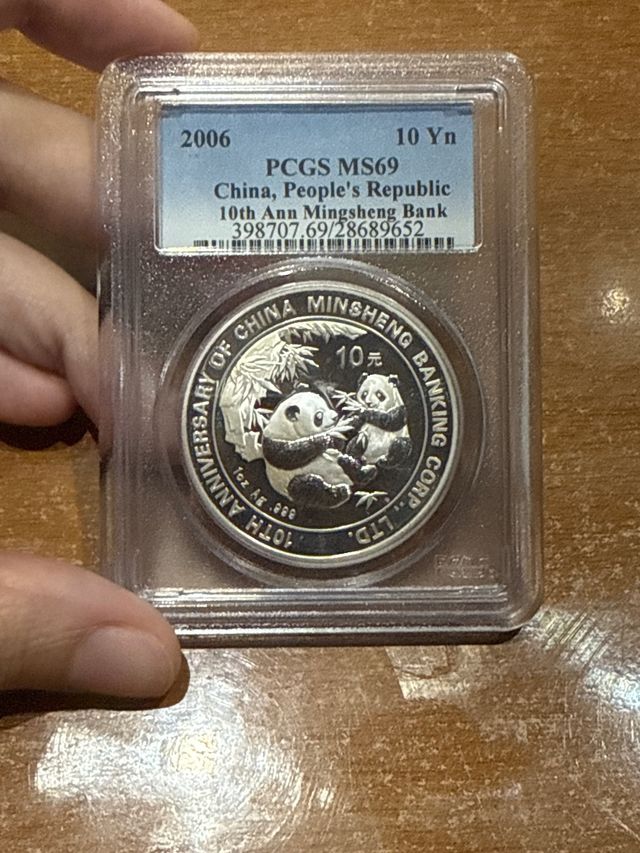 2006 10 Yn
PCGS MS69
China, People's Republic
10th Ann Mingsheng Bank
398707.69/28689652
10TH ANNIVERSARY OF CHINA MINSHENG BANKING CORP., LTD.
10元
1oz Ag .999